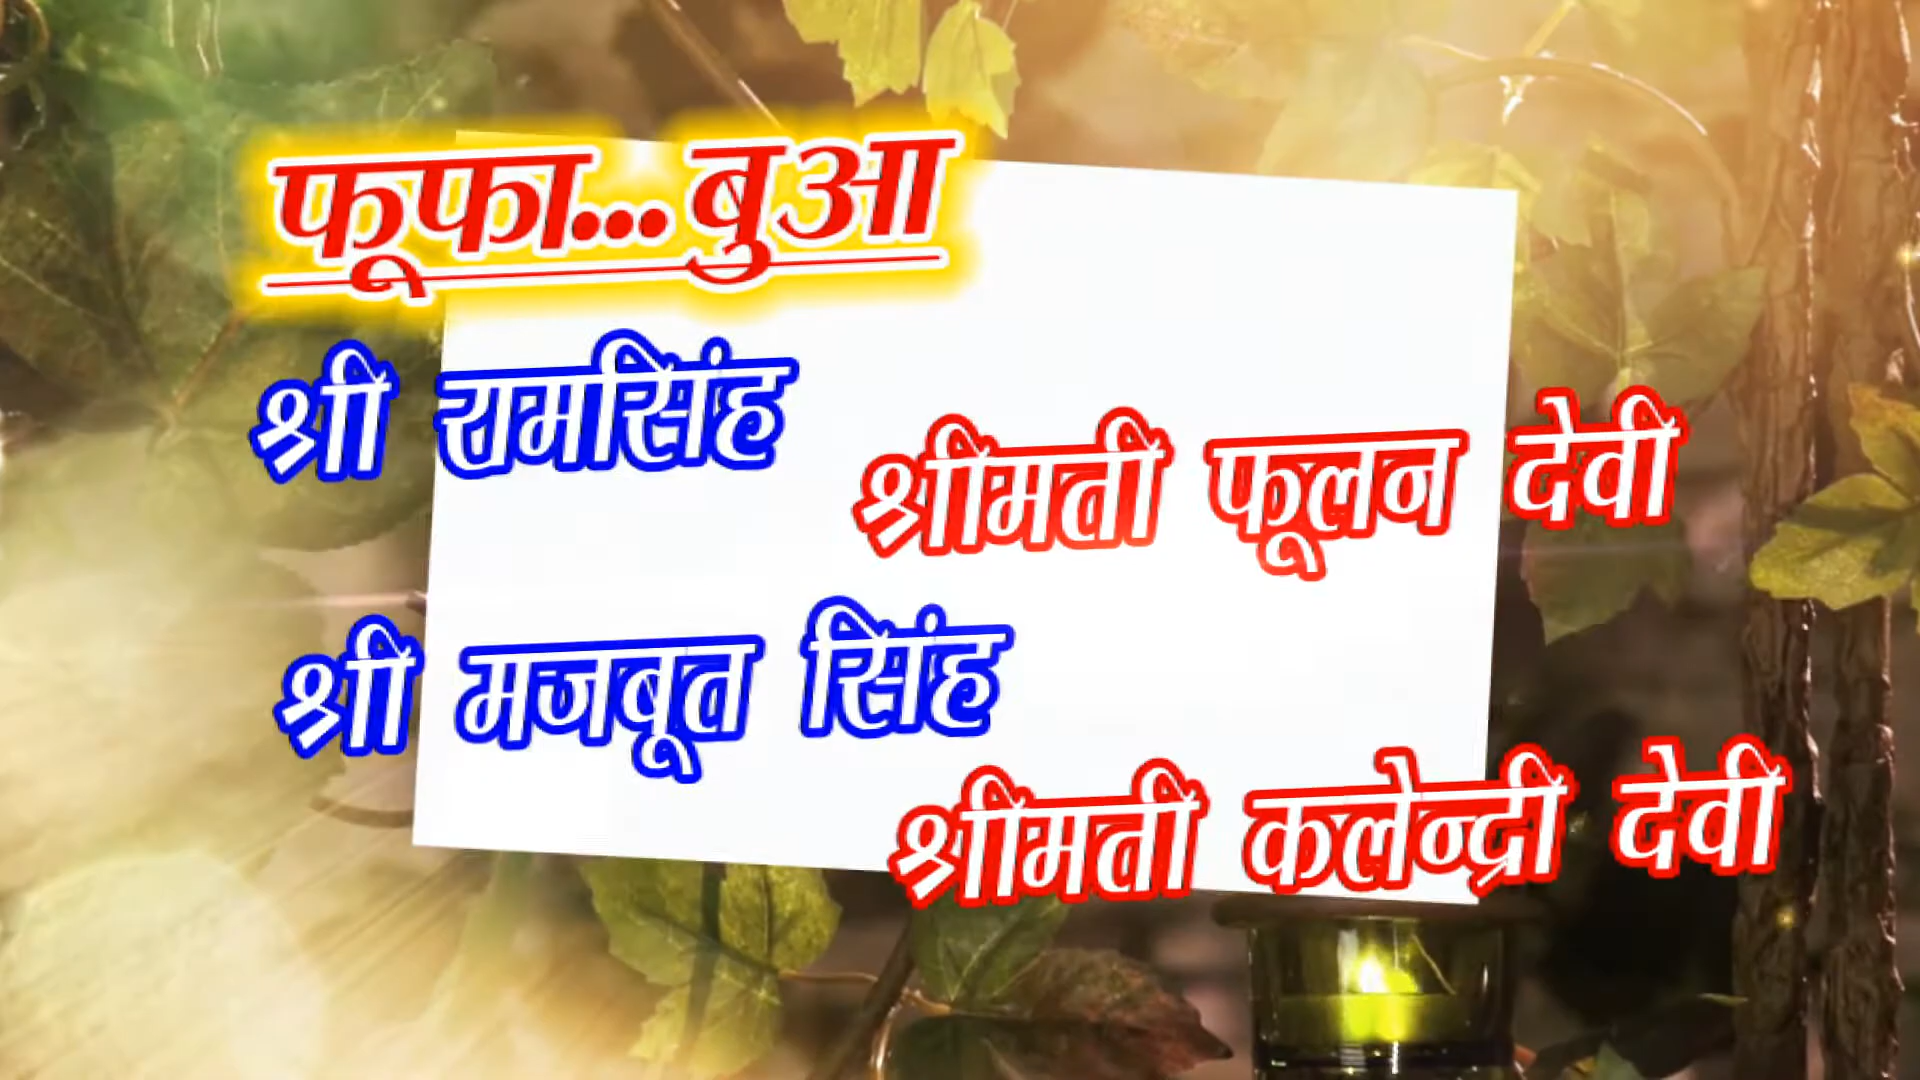 फूफा...बुआ
श्री रामसिंह
श्रीमती फूलन देवी
श्री मजबूत सिंह
श्रीमती कलेन्द्री देवी